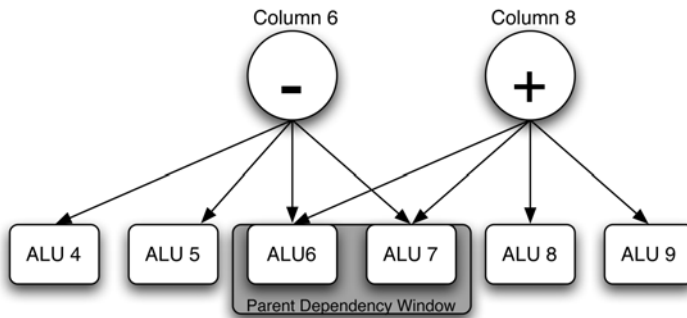 Column 6
Column 8
-
+
ALU 4
ALU 5
ALU6
ALU 7
ALU 8
ALU 9
Parent Dependency Window